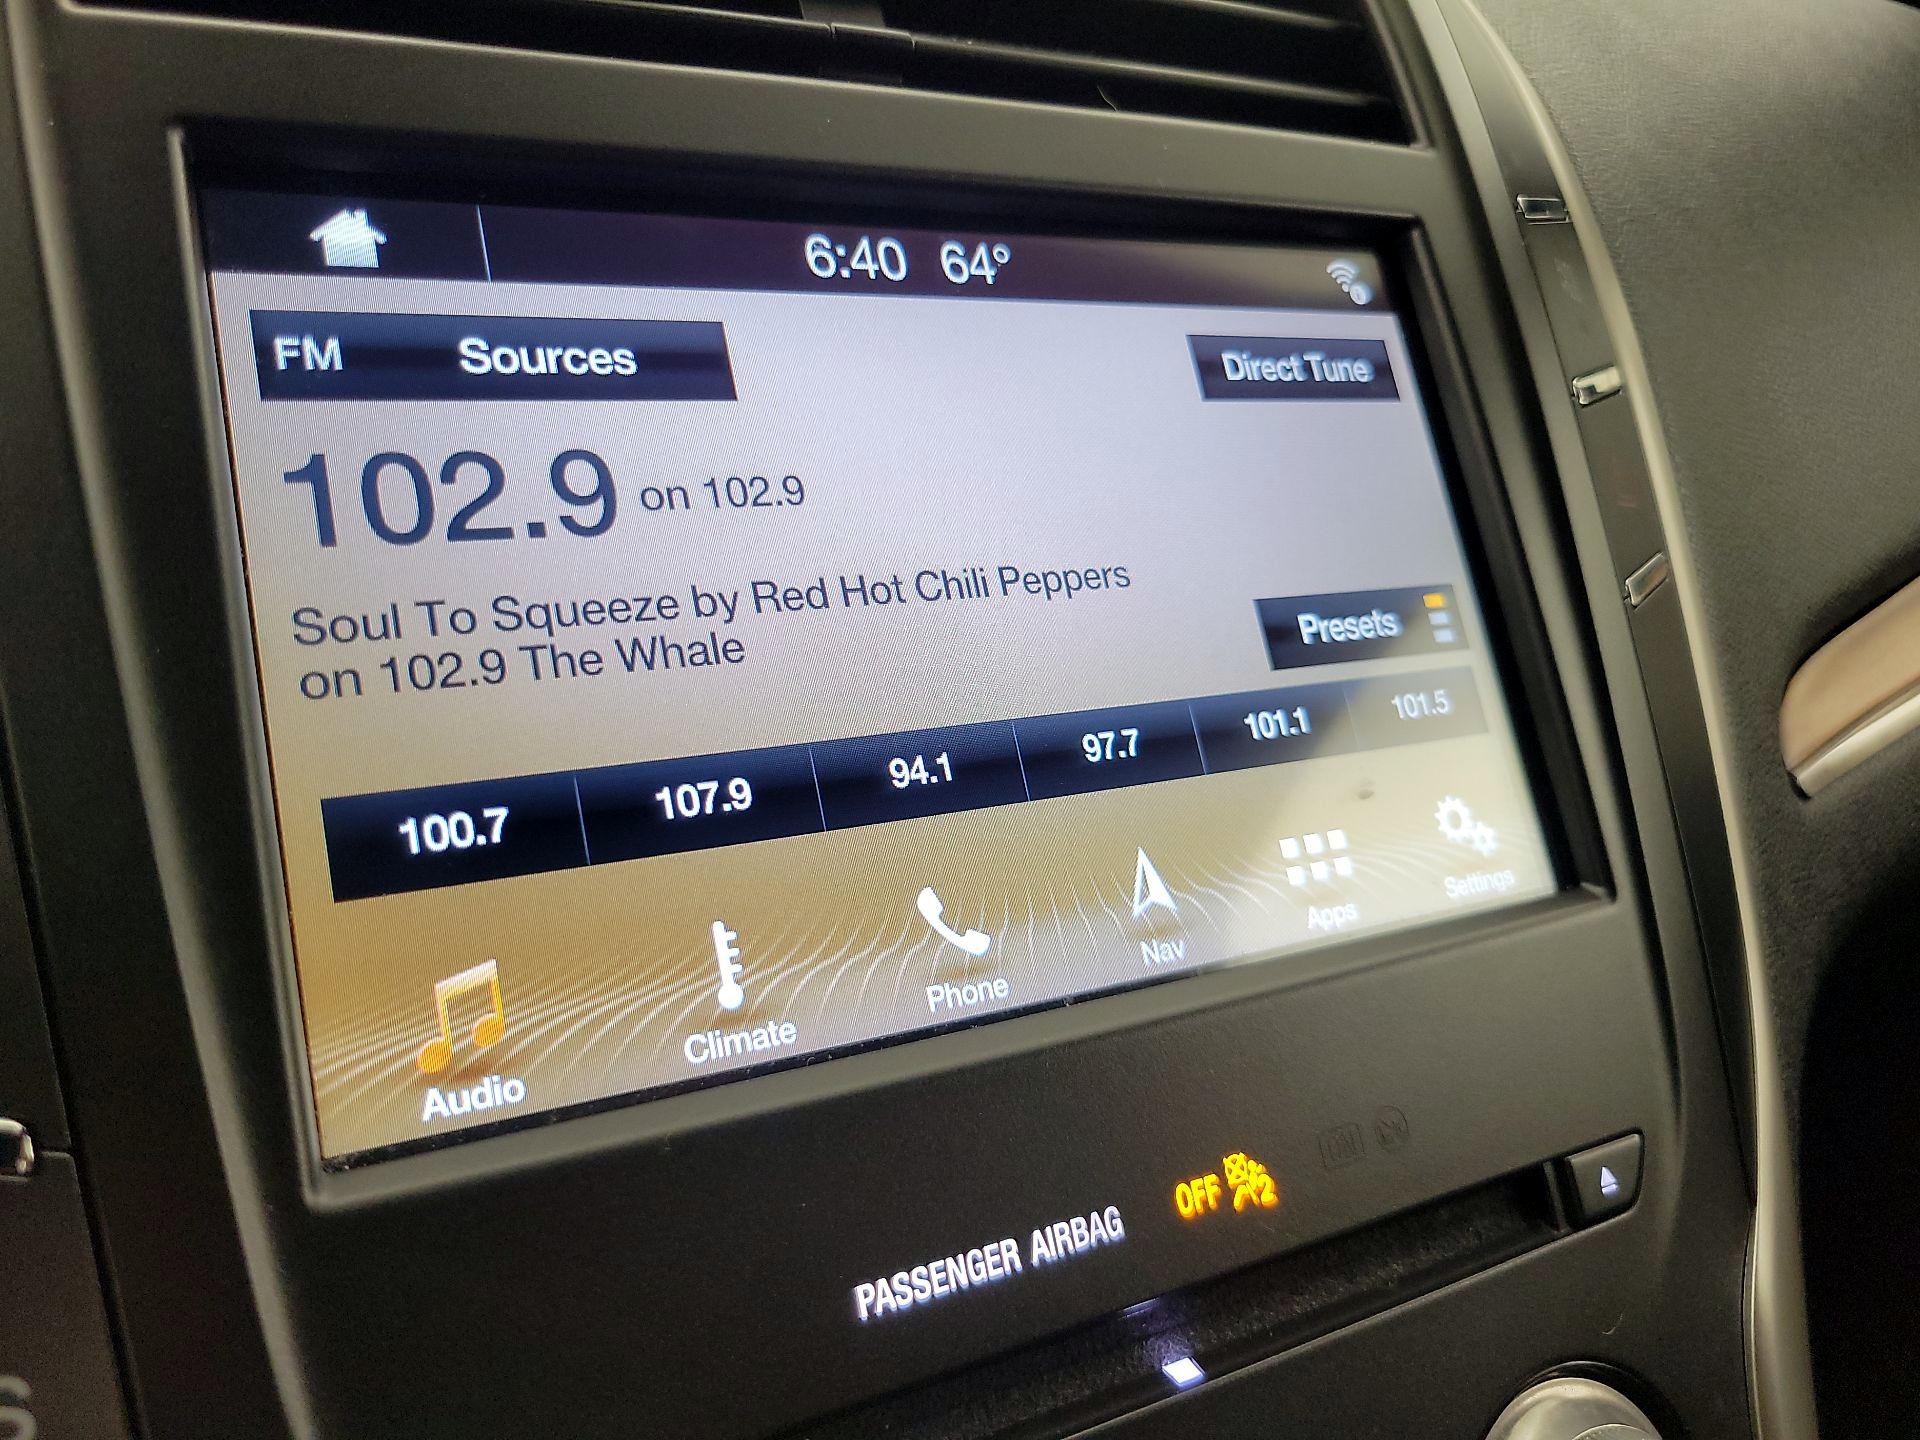 6:40 64°
FM Sources
Direct Tune
102.9 on 102.9
Soul To Squeeze by Red Hot Chili Peppers
on 102.9 The Whale
Presets
100.7 107.9 94.1 97.7 101.1 101.5
Audio Climate Phone Nav Apps Settings
PASSENGER AIRBAG OFF 2